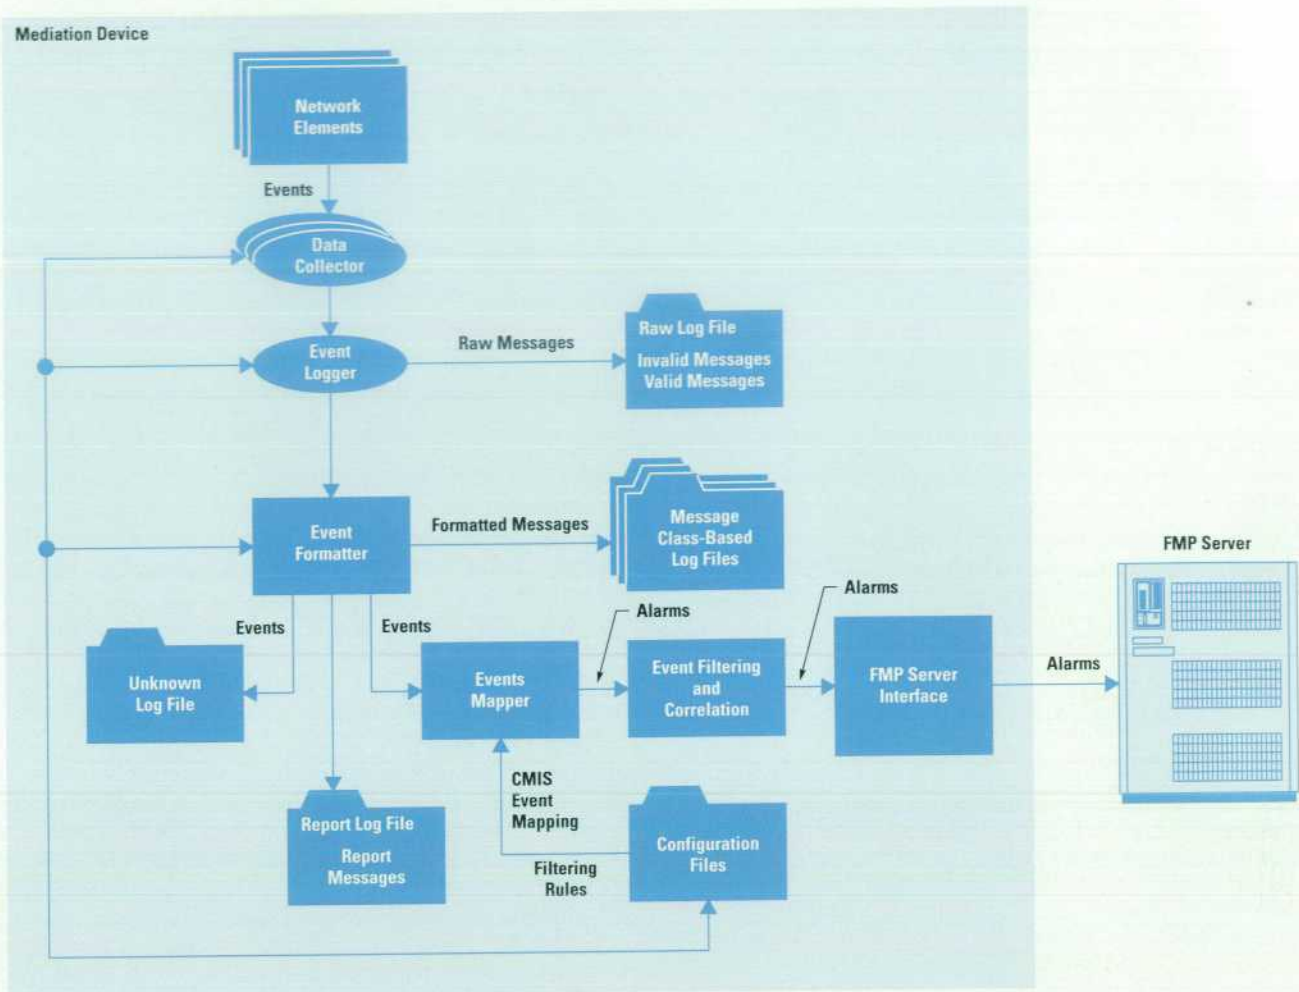 Mediation Device
Network
Elements
Events
Data
Collector
Event
Logger
Raw Messages
Raw Log File
Invalid Messages
Valid Messages
Event
Formatter
Formatted Messages
Message
Class-Based
Log Files
FMP Server
Events
Events
Alarms
Alarms
Unknown
Log File
Events
Mapper
Event Filtering
and
Correlation
FMP Server
Interface
Alarms
CMIS
Event
Mapping
Report Log File
Report
Messages
Filtering
Rules
Configuration
Files